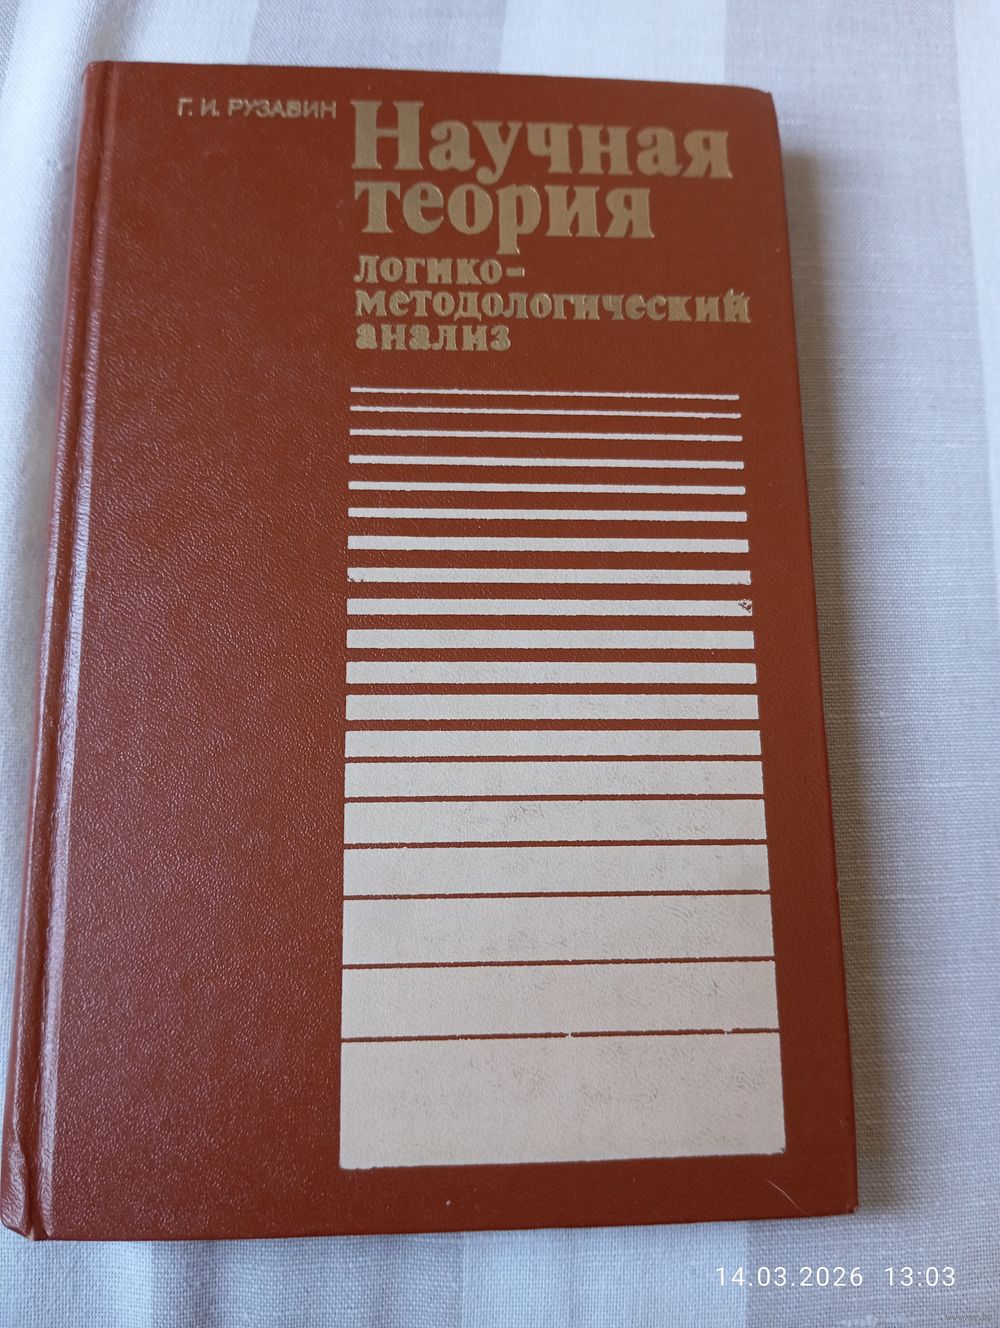 Г. И. РУЗАВИН
Научная
теория
логико-
методологический
анализ
14.03.2026 13:03